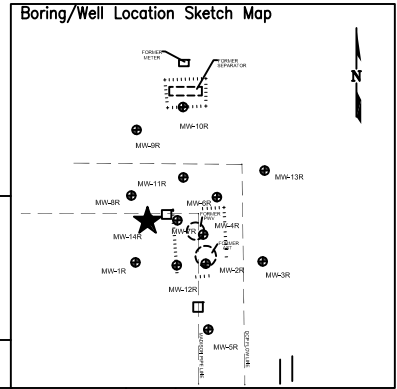 Boring/Well Location Sketch Map
FORMER
METER
FORMER
SEPARATOR
N
MW-10R
MW-9R
MW-13R
MW-11R
MW-8R
MW-6R
FORMER
PWV
MW-7R
MW-4R
MW-14R
FORMER
MW-1R
MW-2R
MW-3R
MW-12R
MW-5R